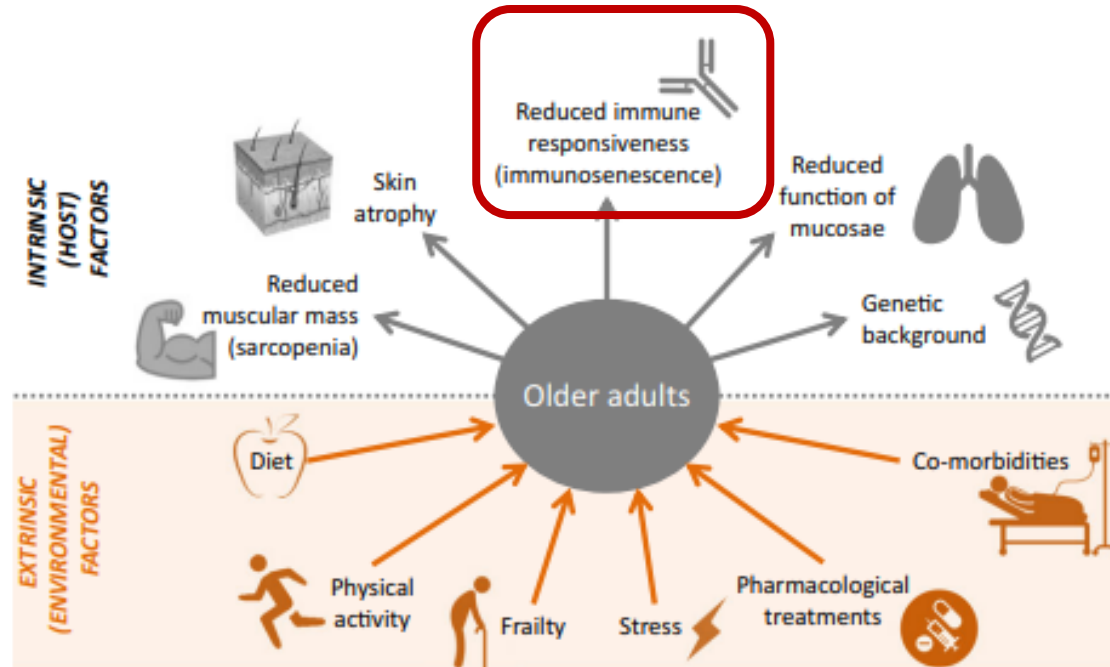 INTRINSIC
(HOST)
FACTORS
Reduced immune
responsiveness
(immunosenescence)
Skin
atrophy
Reduced
function of
mucosae
Reduced
muscular mass
(sarcopenia)
Genetic
background
Older adults
EXTRINSIC
(ENVIRONMENTAL)
FACTORS
Diet
Co-morbidities
Physical
activity
Frailty
Stress
Pharmacological
treatments